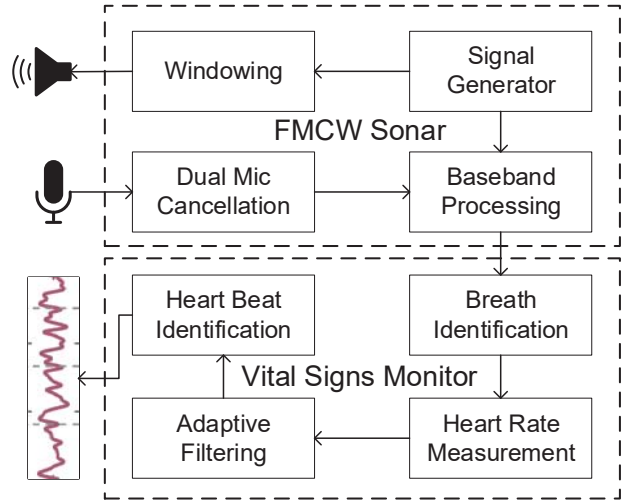 Windowing
Signal
Generator
FMCW Sonar
Dual Mic
Cancellation
Baseband
Processing
Heart Beat
Identification
Breath
Identification
Vital Signs Monitor
Adaptive
Filtering
Heart Rate
Measurement